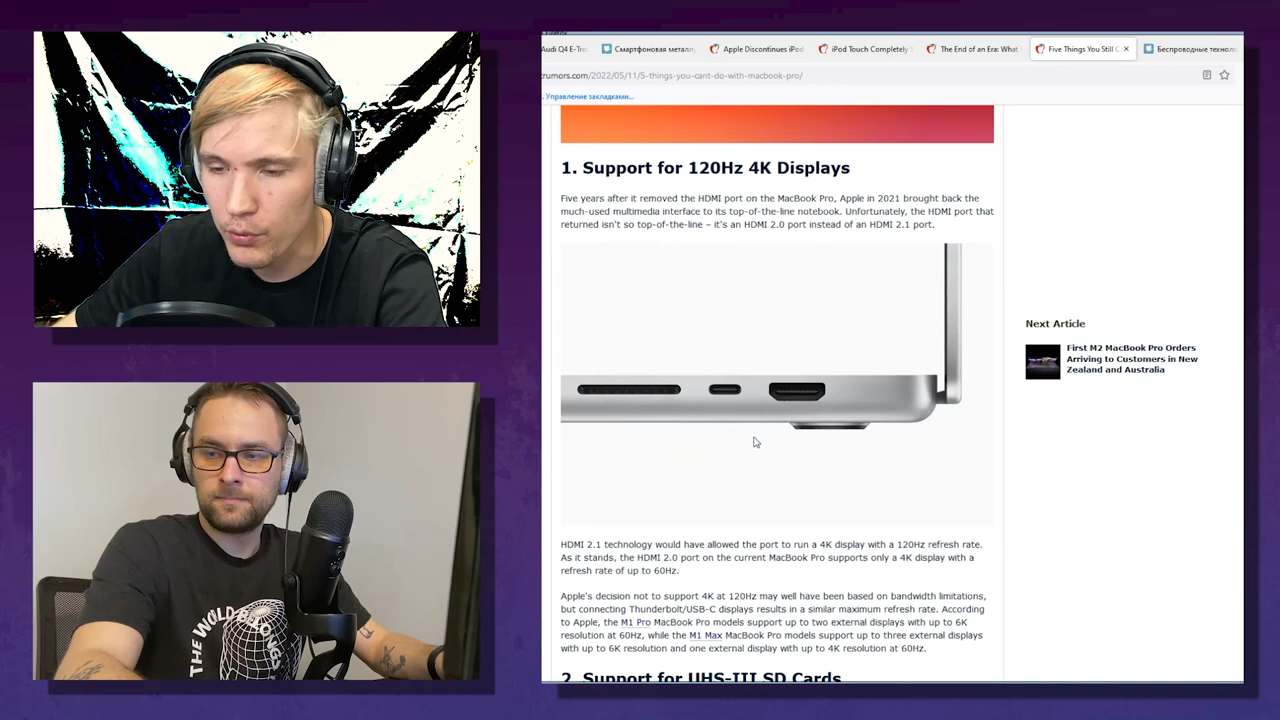 THE WORLD
THE
Audi Q4 E-Tro
Смартфоновая металл
Apple Discontinues iPod
iPod Touch Completely S
The End of an Era: What
Five Things You Still C
Беспроводные технол
rumors.com/2022/05/11/5-things-you-cant-do-with-macbook-pro/
Управление закладками...
1. Support for 120Hz 4K Displays
Five years after it removed the HDMI port on the MacBook Pro, Apple in 2021 brought back the
much-used multimedia interface to its top-of-the-line notebook. Unfortunately, the HDMI port that
returned isn't so top-of-the-line – it's an HDMI 2.0 port instead of an HDMI 2.1 port.
Next Article
First M2 MacBook Pro Orders
Arriving to Customers in New
Zealand and Australia
HDMI 2.1 technology would have allowed the port to run a 4K display with a 120Hz refresh rate.
As it stands, the HDMI 2.0 port on the current MacBook Pro supports only a 4K display with a
refresh rate of up to 60Hz.
Apple's decision not to support 4K at 120Hz may well have been based on bandwidth limitations,
but connecting Thunderbolt/USB-C displays results in a similar maximum refresh rate. According
to Apple, the M1 Pro MacBook Pro models support up to two external displays with up to 6K
resolution at 60Hz, while the M1 Max MacBook Pro models support up to three external displays
with up to 6K resolution and one external display with up to 4K resolution at 60Hz.
2. Support for UHS-III SD Cards